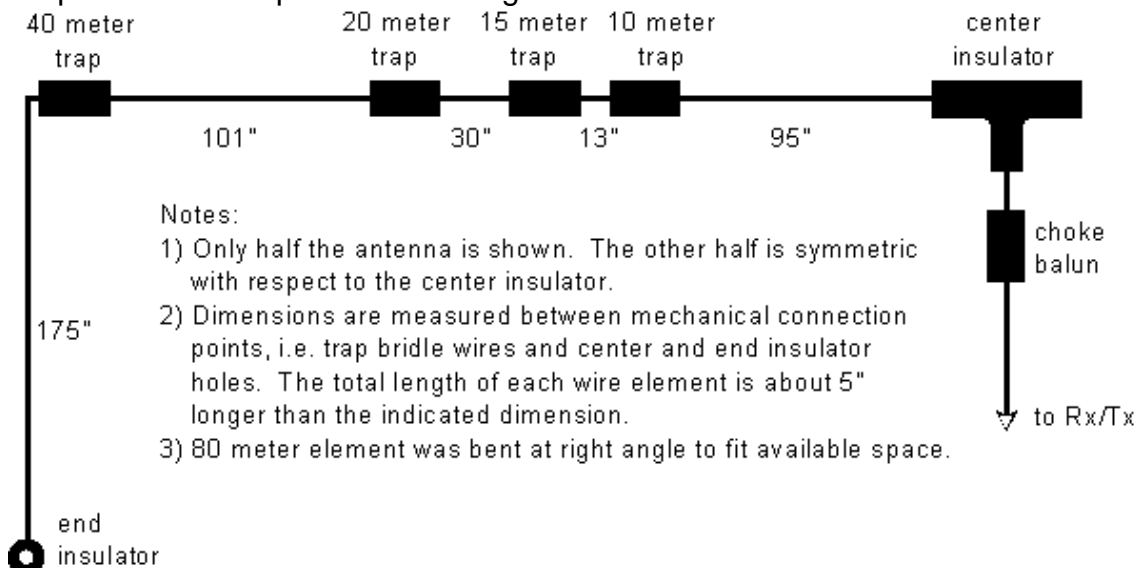 40 meter
trap
20 meter
trap
15 meter
trap
10 meter
trap
center
insulator
101"
30"
13"
95"
Notes:
1) Only half the antenna is shown. The other half is symmetric
with respect to the center insulator.
2) Dimensions are measured between mechanical connection
points, i.e. trap bridle wires and center and end insulator
holes. The total length of each wire element is about 5"
longer than the indicated dimension.
3) 80 meter element was bent at right angle to fit available space.
choke
balun
175"
to Rx/Tx
end
insulator